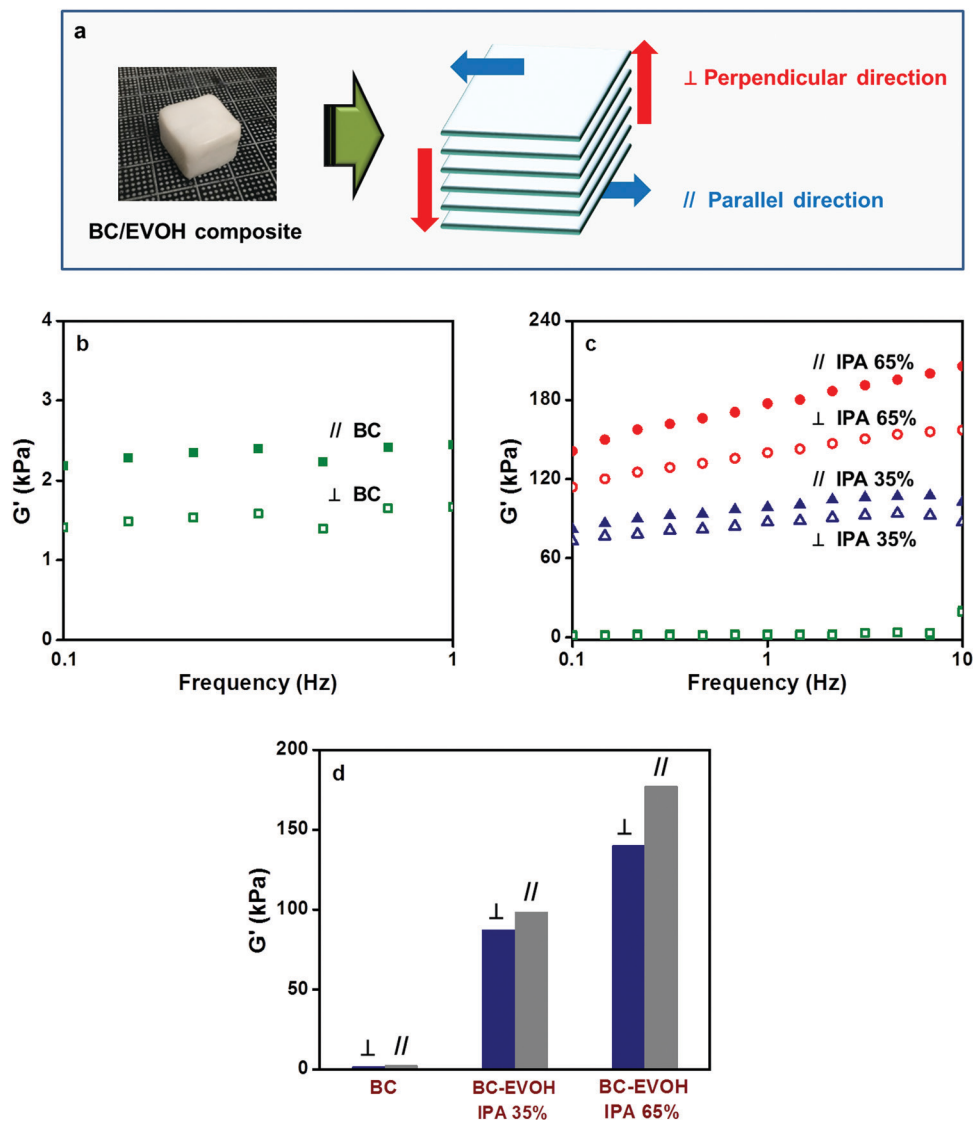 a
⊥ Perpendicular direction
// Parallel direction
BC/EVOH composite
b
4
3
2
1
0
G' (kPa)
// BC
⊥ BC
0.1
1
Frequency (Hz)
c
240
180
120
60
0
G' (kPa)
// IPA 65%
⊥ IPA 65%
// IPA 35%
⊥ IPA 35%
0.1
1
10
Frequency (Hz)
d
200
150
100
50
0
G' (kPa)
⊥ //
⊥ //
⊥ //
BC
BC-EVOH
IPA 35%
BC-EVOH
IPA 65%